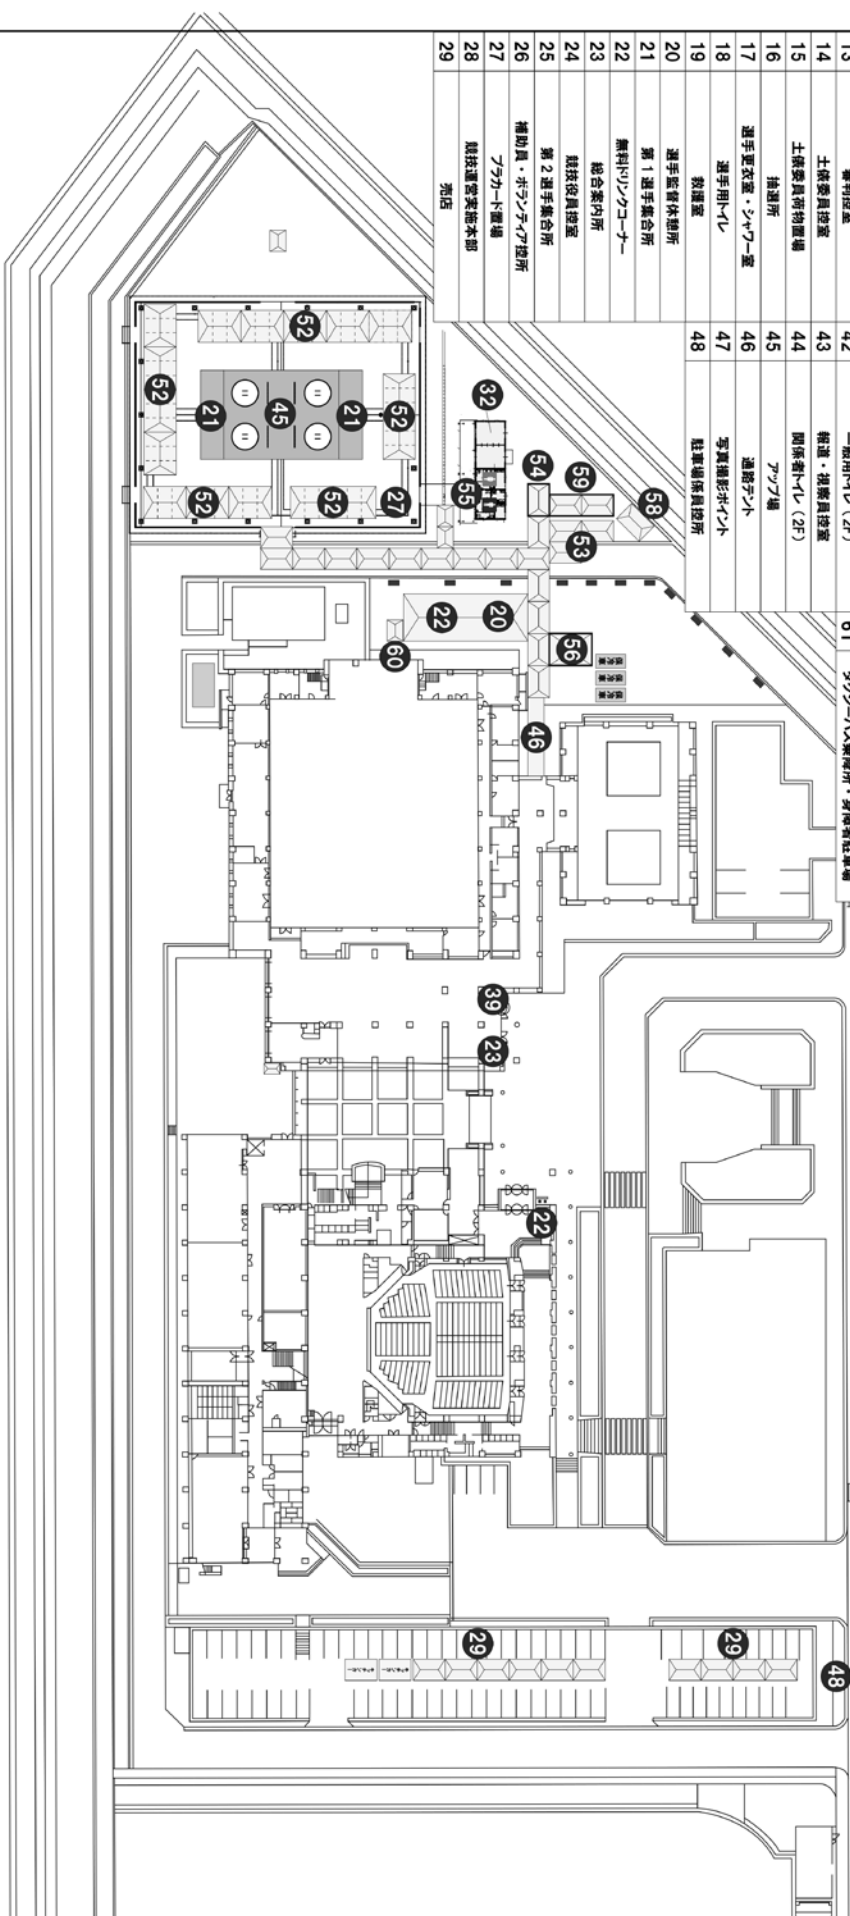 14 土俵委員控室 43 報道・視察員控室
15 土俵委員荷物置場 44 関係者トイレ（2F）
16 抽選所 45 アップ場
17 選手更衣室・シャワー室 46 通路テント
18 選手用トイレ 47 写真撮影ポイント
19 救護室 48 駐車場係員控所
20 選手監督休憩所
21 第1選手集合所
22 無料ドリンクコーナー
23 総合案内所
24 競技役員控室
25 第2選手集合所
26 補助員・ボランティア控所
27 プラカード置場
28 競技運営実施本部
29 売店
52
52
21
45
21
52
52
52
27
32
55
54
59
58
53
22
20
60
56
保冷車
保冷車
保冷車
46
39
23
22
29
29
48